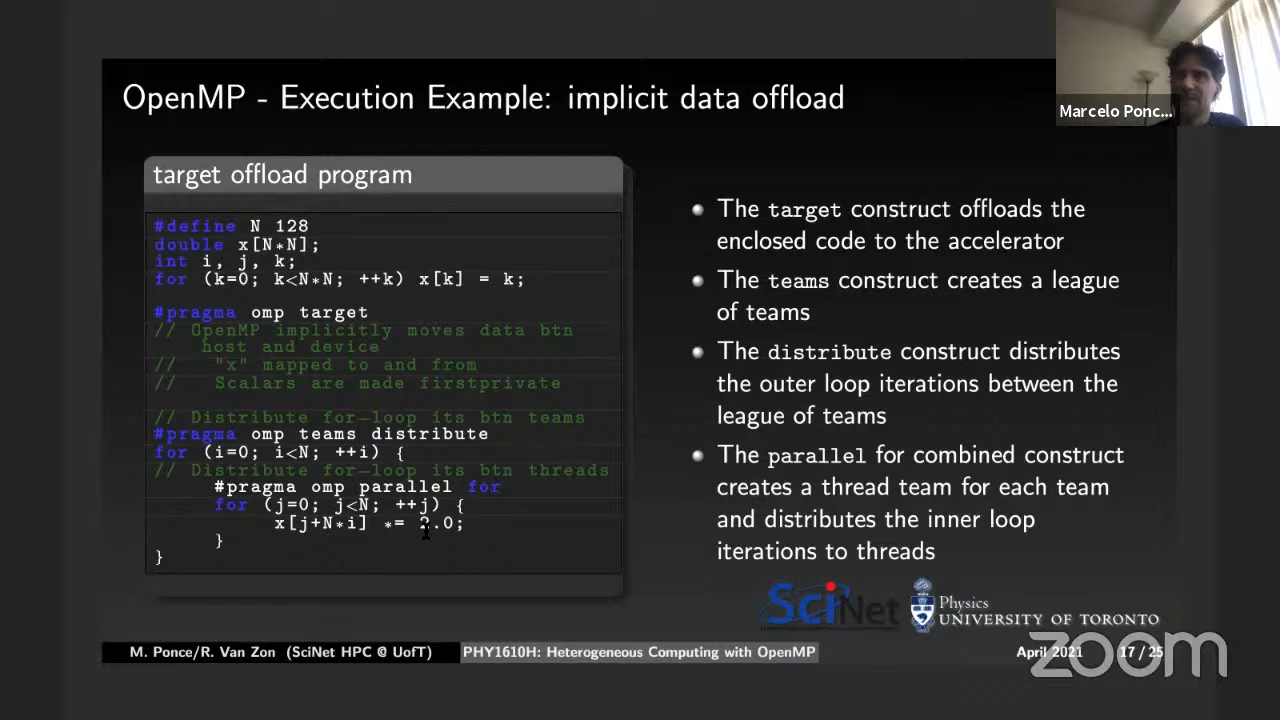 OpenMP - Execution Example: implicit data offload
Marcelo Ponc...
target offload program
#define N 128
double x[N*N];
int i, j, k;
for (k=0; k<N*N; ++k) x[k] = k;
#pragma omp target
// OpenMP implicitly moves data btn
host and device
// "x" mapped to and from
// Scalars are made firstprivate
// Distribute for-loop its btn teams
#pragma omp teams distribute
for (i=0; i<N; ++i) {
// Distribute for-loop its btn threads
#pragma omp parallel for
for (j=0; j<N; ++j) {
x[j+N*i] *= 2.0;
}
}
The target construct offloads the
enclosed code to the accelerator
The teams construct creates a league
of teams
The distribute construct distributes
the outer loop iterations between the
league of teams
The parallel for combined construct
creates a thread team for each team
and distributes the inner loop
iterations to threads
SciNet
Physics
UNIVERSITY OF TORONTO
M. Ponce/R. Van Zon (SciNet HPC @ UofT)
PHY1610H: Heterogeneous Computing with OpenMP
April 2021
17 / 25
zoom